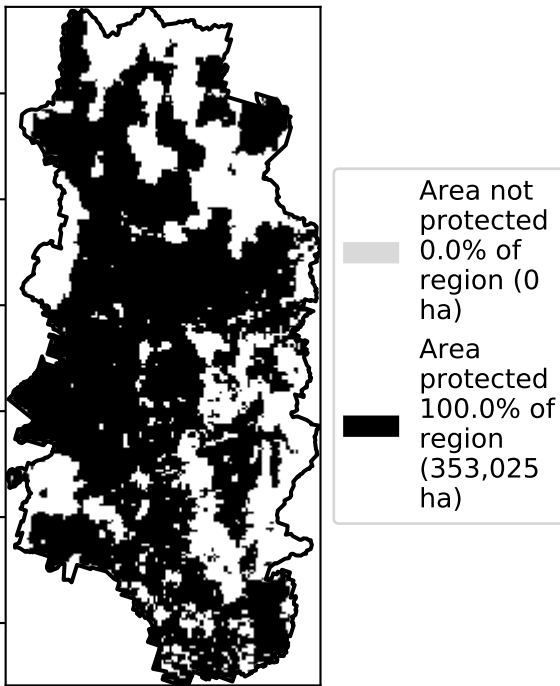 Area not
protected
0.0% of
region (0
ha)
Area
protected
100.0% of
region
(353,025
ha)